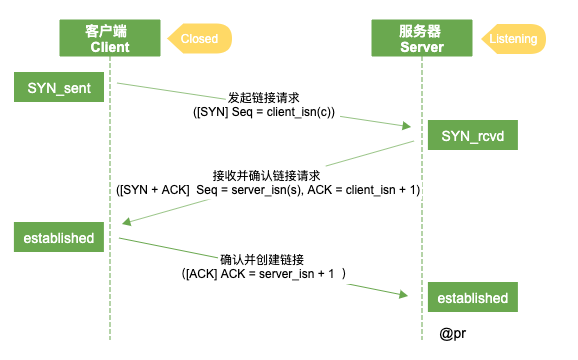 客户端
Client
Closed
服务器
Server
Listening
SYN_sent
发起链接请求
([SYN] Seq = client_isn(c))
SYN_rcvd
接收并确认链接请求
([SYN + ACK]  Seq = server_isn(s), ACK = client_isn + 1)
established
确认并创建链接
（[ACK] ACK = server_isn + 1 ）
established
@pr